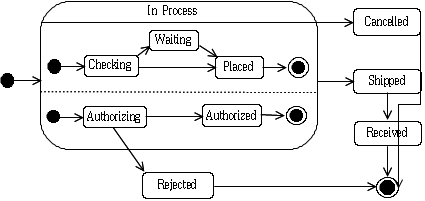 In Process
Cancelled
Waiting
Checking
Placed
Shipped
Authorizing
Authorized
Received
Rejected